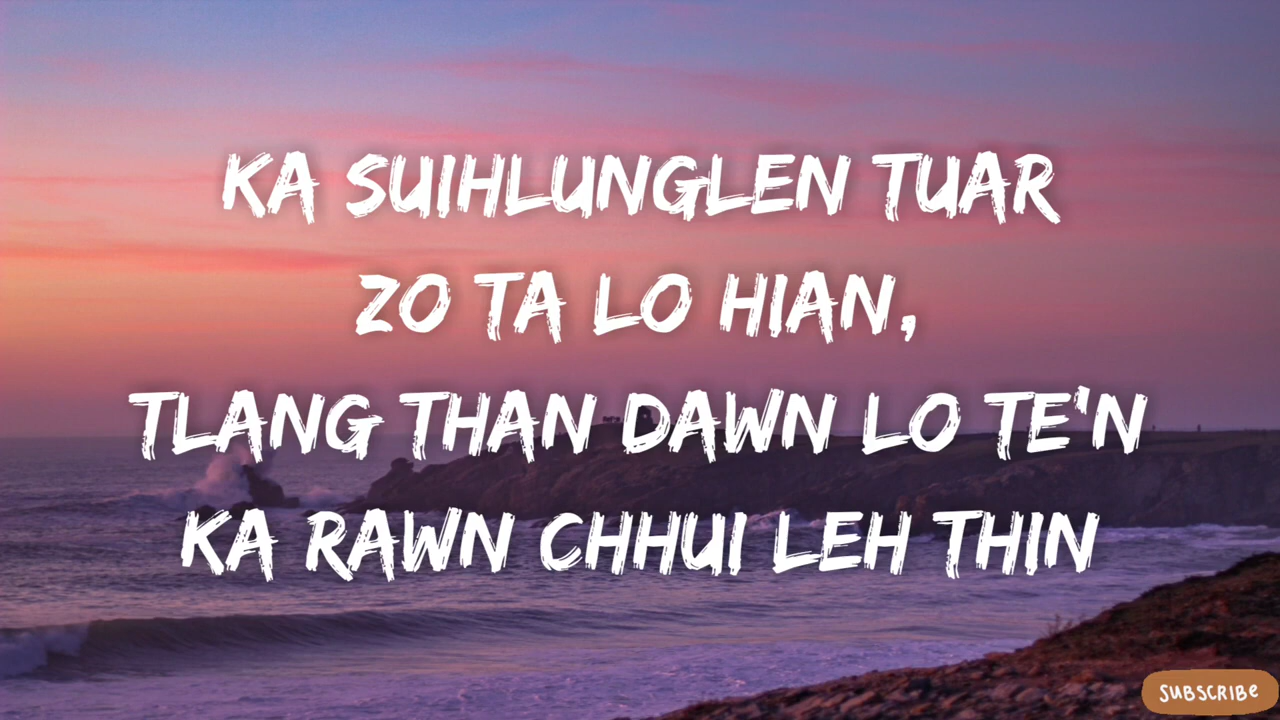 KA SUIHLUNGLEN TUAR
ZO TA LO HIAN,
TLANG THAN DAWN LO TE'N
KA RAWN CHHUI LEH THIN
SUBSCRIBE